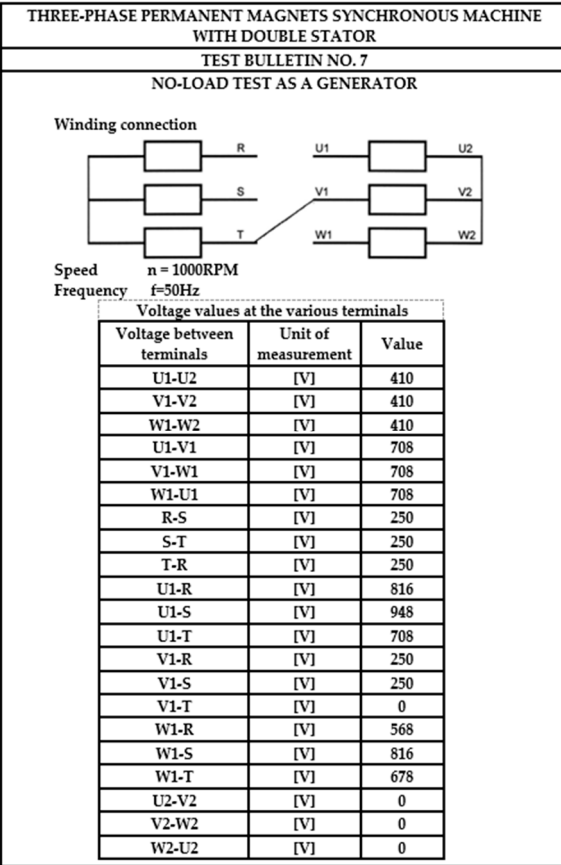 THREE-PHASE PERMANENT MAGNETS SYNCHRONOUS MACHINE
WITH DOUBLE STATOR
TEST BULLETIN NO. 7
NO-LOAD TEST AS A GENERATOR
Winding connection
R U1 U2
S V1 V2
T W1 W2
Speed n = 1000RPM
Frequency f=50Hz
Voltage values at the various terminals
Voltage between terminals Unit of measurement Value
U1-U2 [V] 410
V1-V2 [V] 410
W1-W2 [V] 410
U1-V1 [V] 708
V1-W1 [V] 708
W1-U1 [V] 708
R-S [V] 250
S-T [V] 250
T-R [V] 250
U1-R [V] 816
U1-S [V] 948
U1-T [V] 708
V1-R [V] 250
V1-S [V] 250
V1-T [V] 0
W1-R [V] 568
W1-S [V] 816
W1-T [V] 678
U2-V2 [V] 0
V2-W2 [V] 0
W2-U2 [V] 0